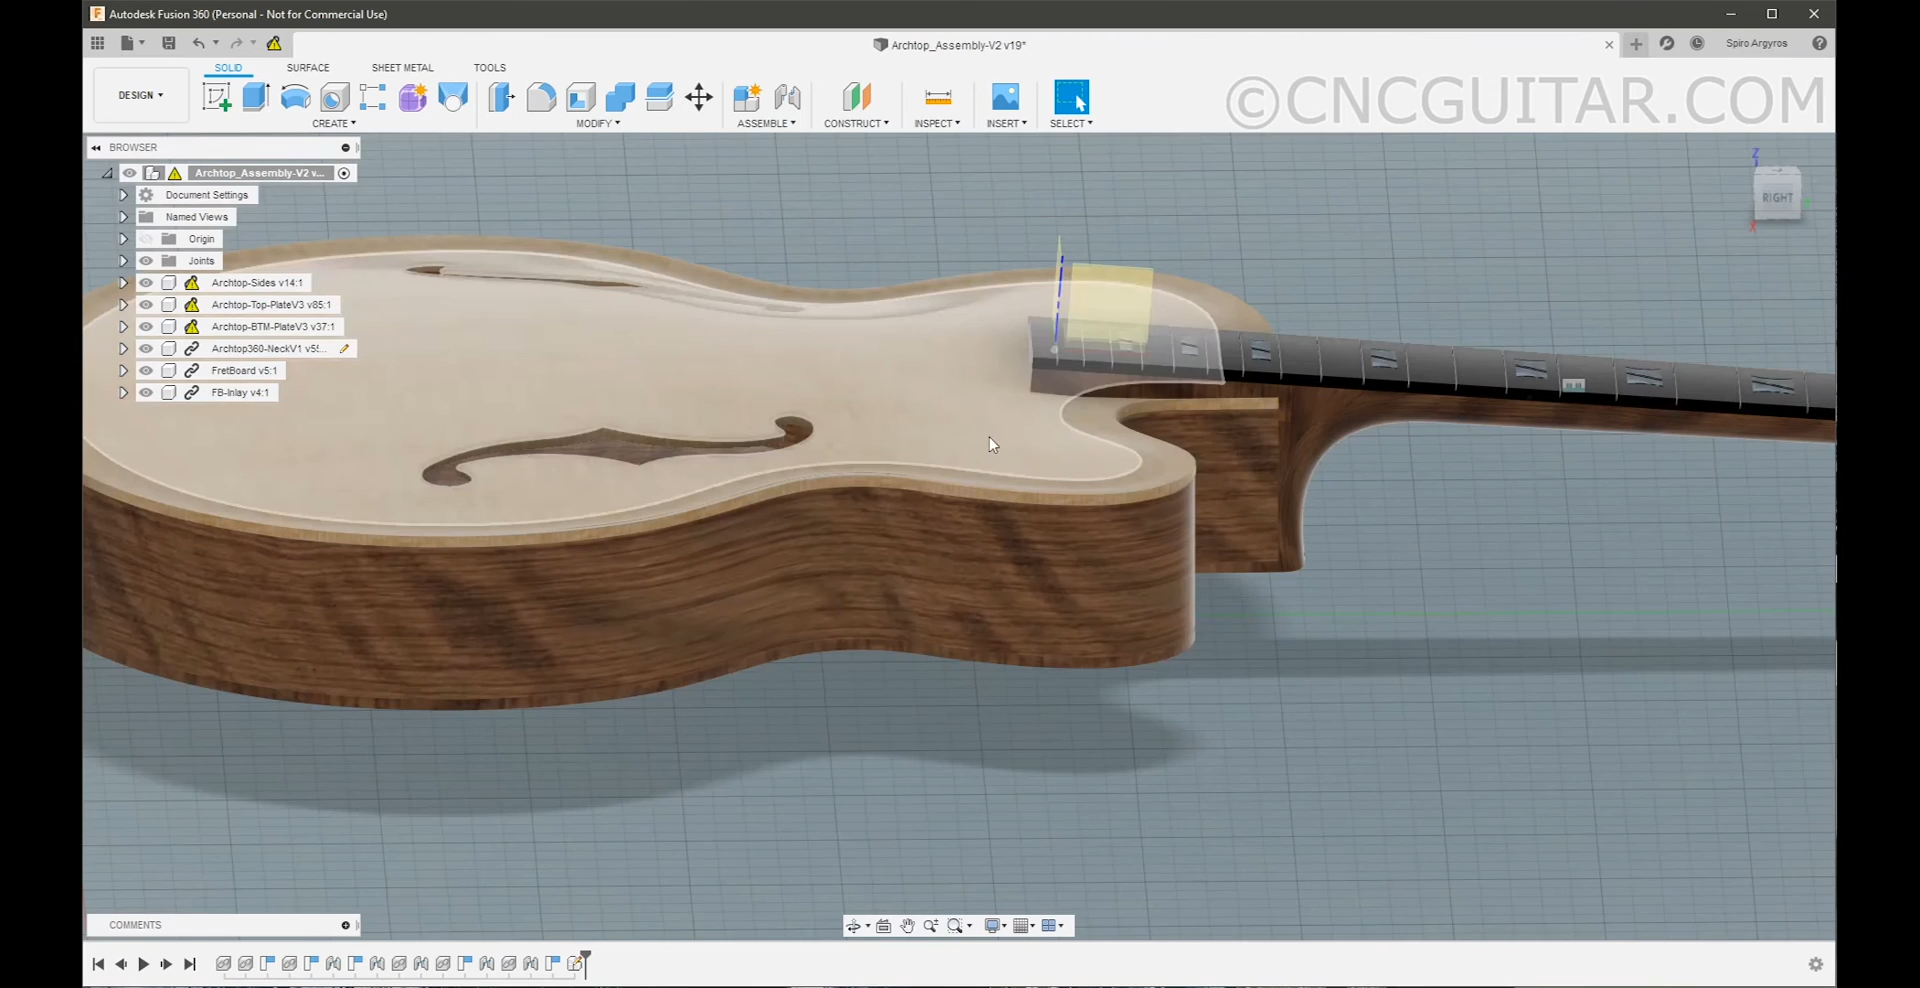 Autodesk Fusion 360 (Personal - Not for Commercial Use)
Archtop_Assembly-V2 v19*
Spiro Argyros
SOLID SURFACE SHEET METAL TOOLS
DESIGN
CREATE MODIFY ASSEMBLE CONSTRUCT INSPECT INSERT SELECT
©CNCGUITAR.COM
BROWSER
Archtop_Assembly-V2 v...
Document Settings
Named Views
Origin
Joints
Archtop-Sides v14:1
Archtop-Top-PlateV3 v85:1
Archtop-BTM-PlateV3 v37:1
Archtop360-NeckV1 v5!...
FretBoard v5:1
FB-Inlay v4:1
Z
RIGHT
X
COMMENTS